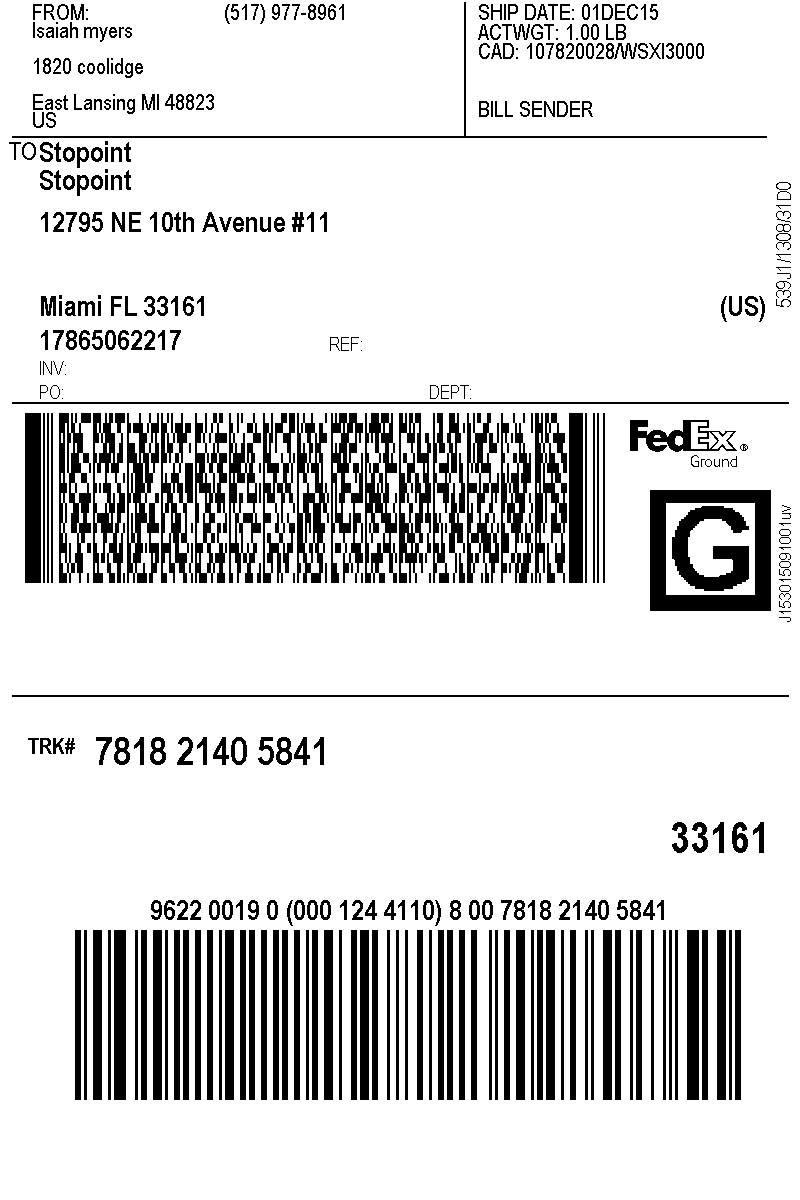 FROM: (517) 977-8961
Isaiah myers
1820 coolidge
East Lansing MI 48823
US
SHIP DATE: 01DEC15
ACTWGT: 1.00 LB
CAD: 107820028/WSXI3000
BILL SENDER
TO Stopoint
Stopoint
12795 NE 10th Avenue #11
Miami FL 33161 (US)
17865062217 REF:
INV:
PO: DEPT:
539J1/1308/31D0
FedEx®
Ground
G
J153015091001uv
TRK# 7818 2140 5841
33161
9622 0019 0 (000 124 4110) 8 00 7818 2140 5841